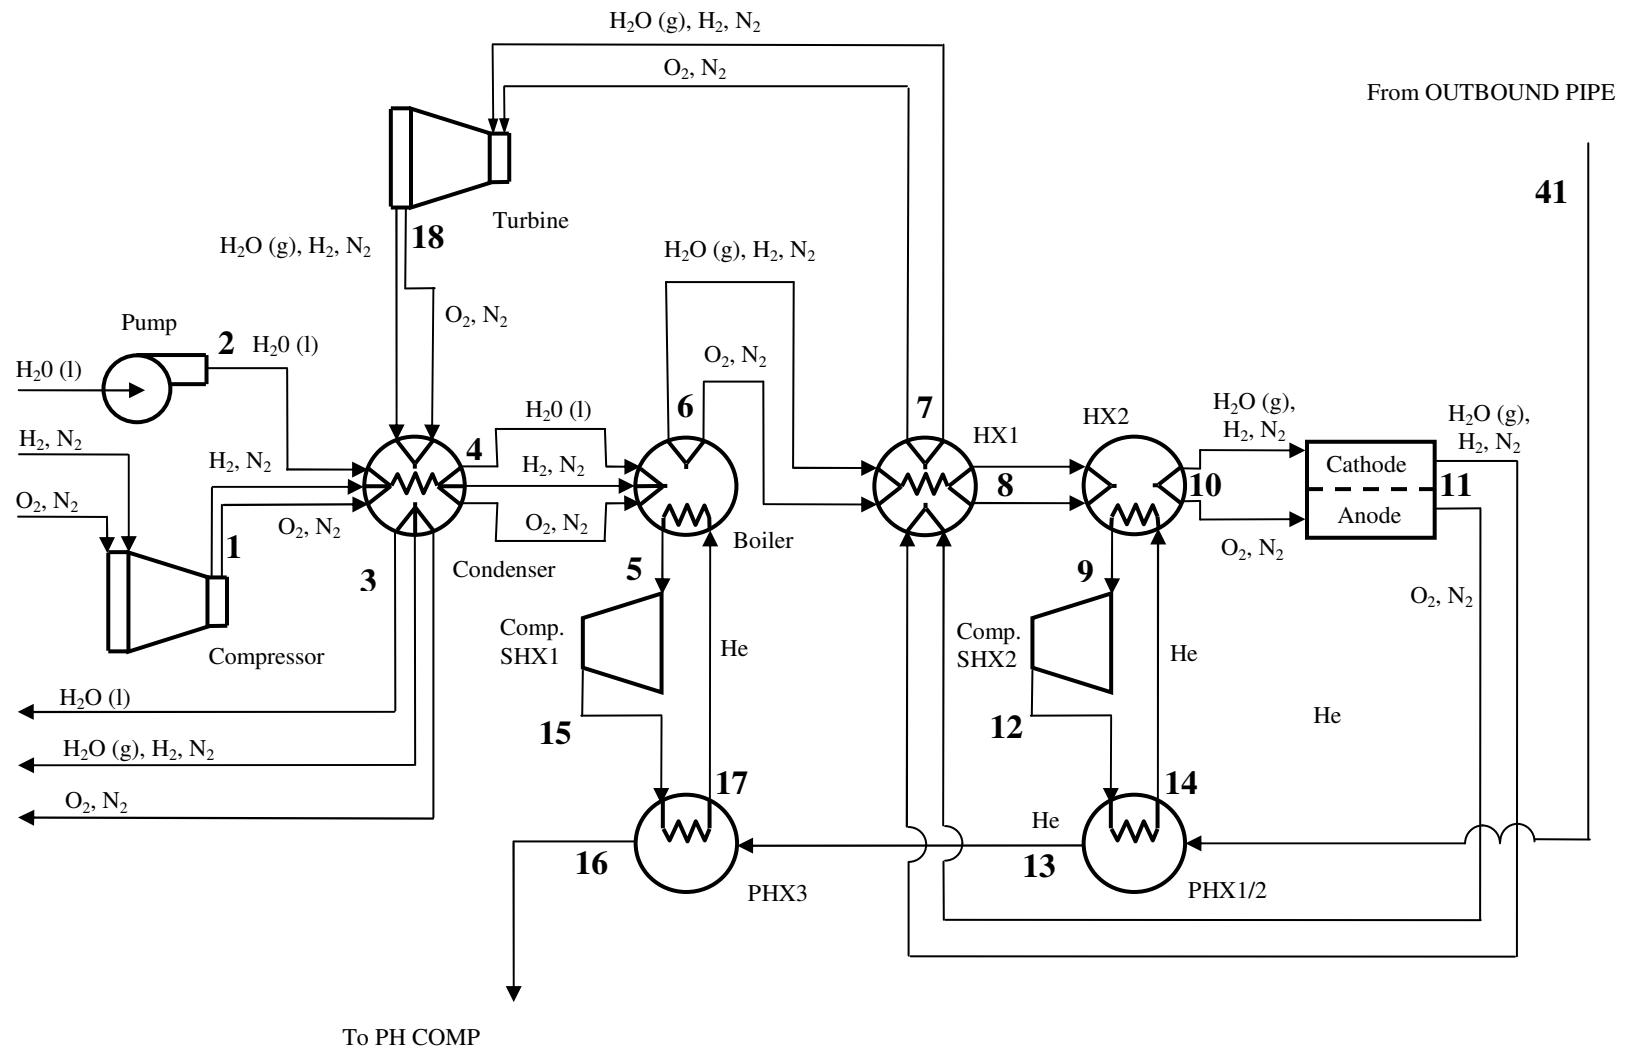 H₂O (g), H₂, N₂
O₂, N₂
From OUTBOUND PIPE
41
Turbine
18
H₂O (g), H₂, N₂
H₂O (g), H₂, N₂
O₂, N₂
Pump
2
H₂0 (l)
H₂0 (l)
O₂, N₂
6
7
H₂O (g),
H₂, N₂
H₂O (g),
H₂, N₂
H₂0 (l)
HX2
HX1
H₂, N₂
H₂, N₂
4
H₂, N₂
Cathode
8
10
11
O₂, N₂
O₂, N₂
O₂, N₂
Anode
1
Boiler
O₂, N₂
3
Condenser
5
9
O₂, N₂
Comp.
SHX1
Comp.
SHX2
He
He
Compressor
H₂O (l)
15
12
He
H₂O (g), H₂, N₂
17
14
O₂, N₂
He
16
13
PHX3
PHX1/2
To PH COMP